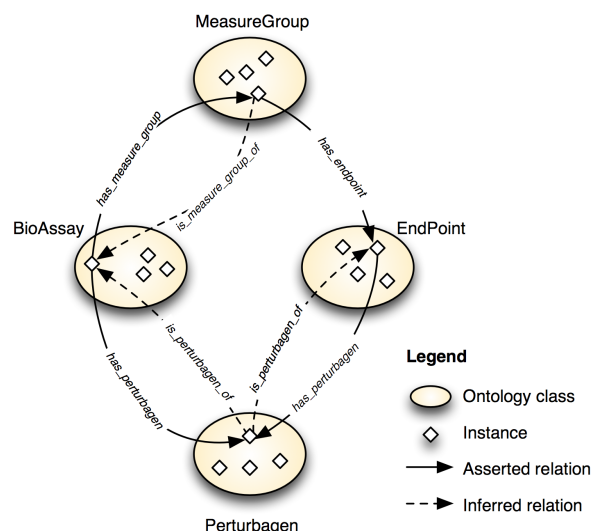 MeasureGroup
has_measure_group
is_measure_group_of
has_endpoint
BioAssay
EndPoint
has_perturbagen
is_perturbagen_of
is_perturbagen_of
has_perturbagen
Perturbagen
Legend
Ontology class
Instance
Asserted relation
Inferred relation